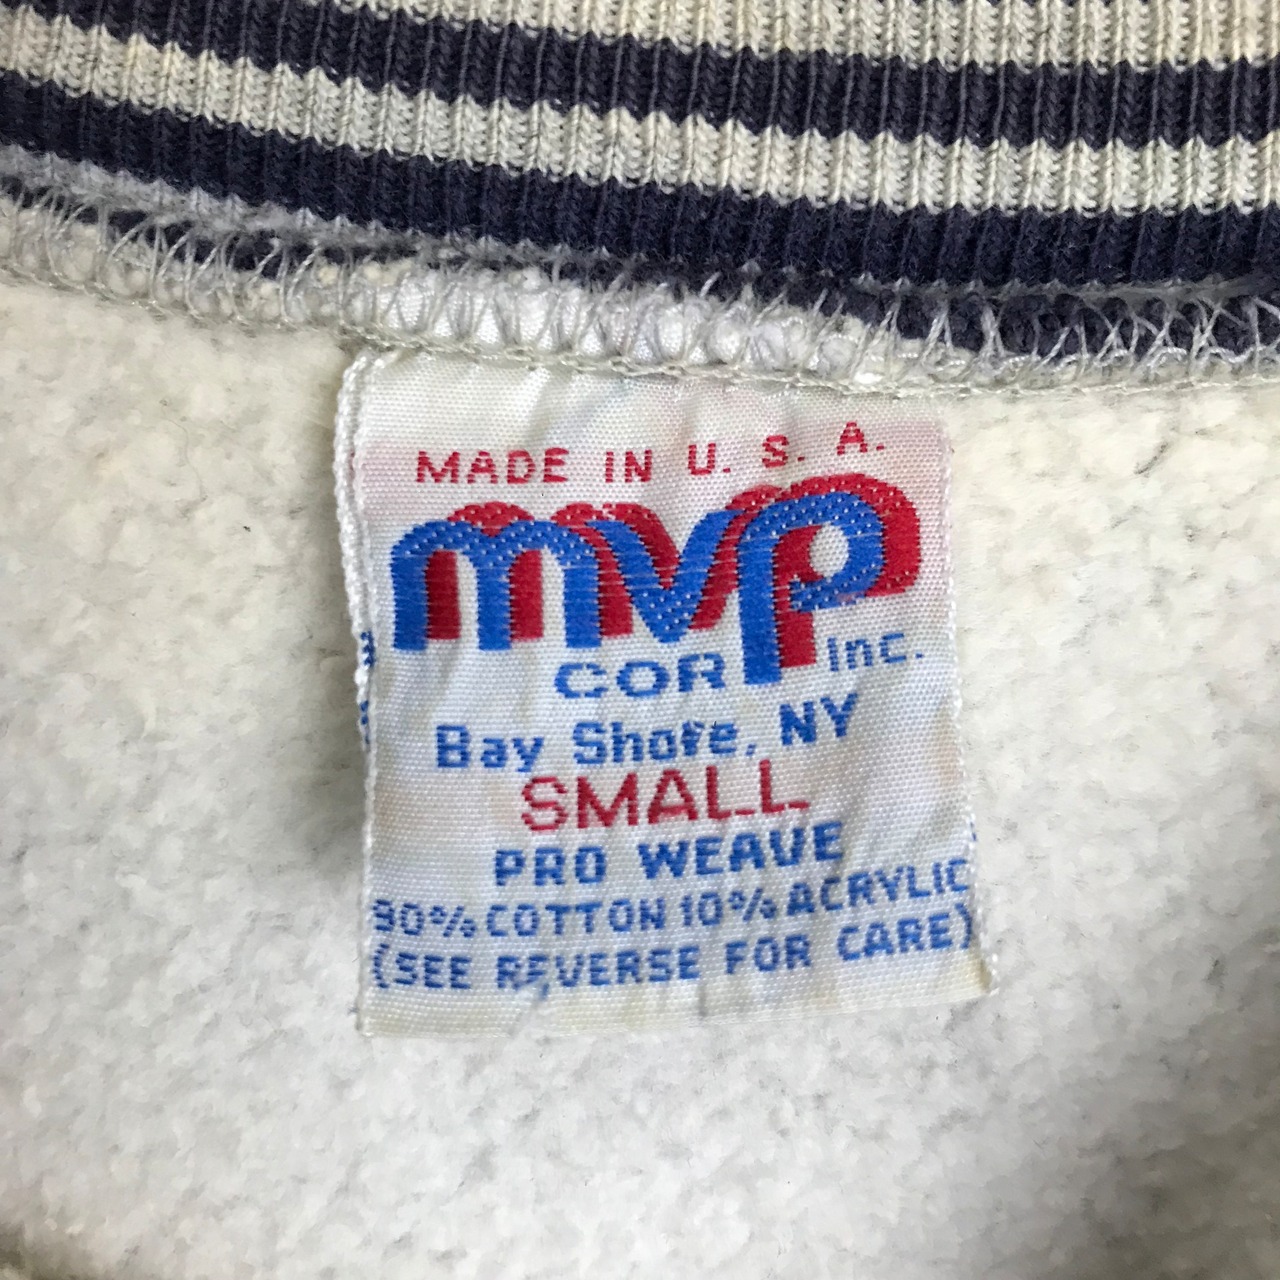 MADE IN U. S. A.
mvp
COR Inc.
Bay Shore, NY
SMALL
PRO WEAVE
90% COTTON 10% ACRYLIC
(SEE REVERSE FOR CARE)